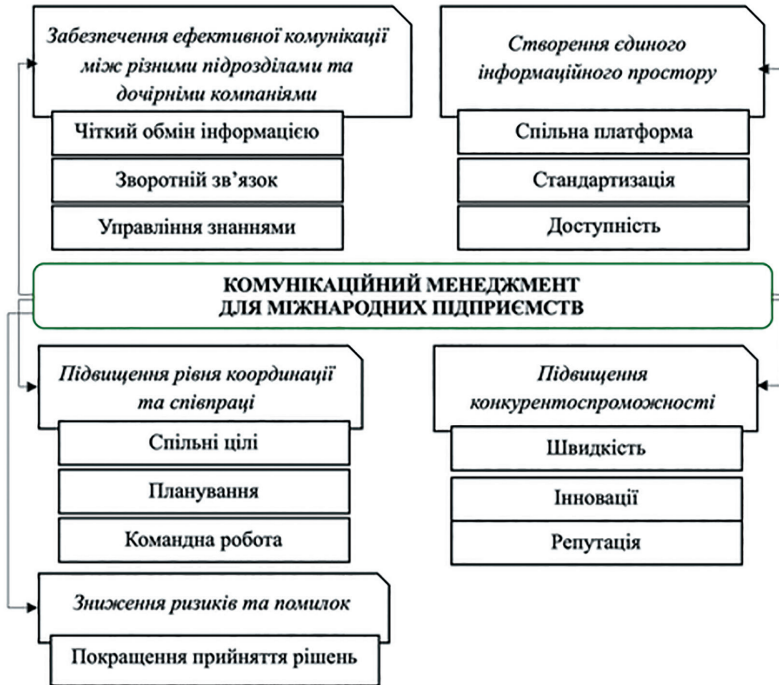 Забезпечення ефективної комунікації
між різними підрозділами та
дочірніми компаніями
Чіткий обмін інформацією
Зворотній зв’язок
Управління знаннями
Створення єдиного
інформаційного простору
Спільна платформа
Стандартизація
Доступність
КОМУНІКАЦІЙНИЙ МЕНЕДЖМЕНТ
ДЛЯ МІЖНАРОДНИХ ПІДПРИЄМСТВ
Підвищення рівня координації
та співпраці
Спільні цілі
Планування
Командна робота
Підвищення
конкурентоспроможності
Швидкість
Інновації
Репутація
Зниження ризиків та помилок
Покращення прийняття рішень